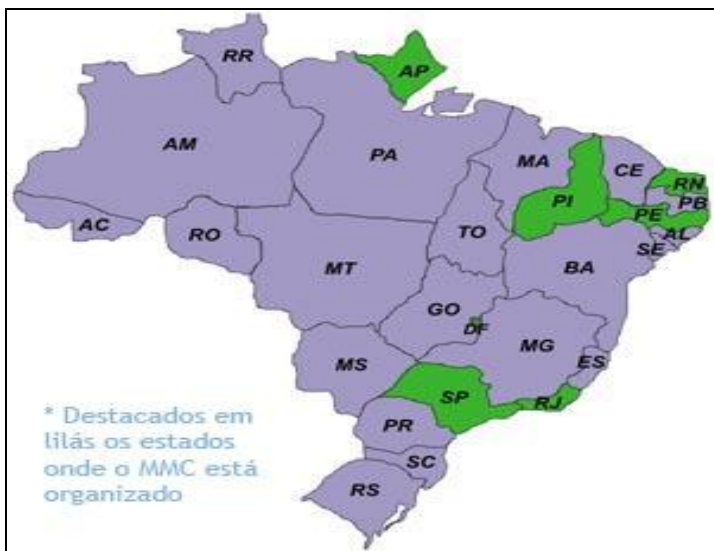 RR
AP
AM
PA
MA
CE
RN
PI
PB
PE
AC
TO
AL
RO
SE
MT
BA
GO
DF
MG
MS
ES
SP
RJ
PR
SC
RS
* Destacados em
lilás os estados
onde o MMC está
organizado